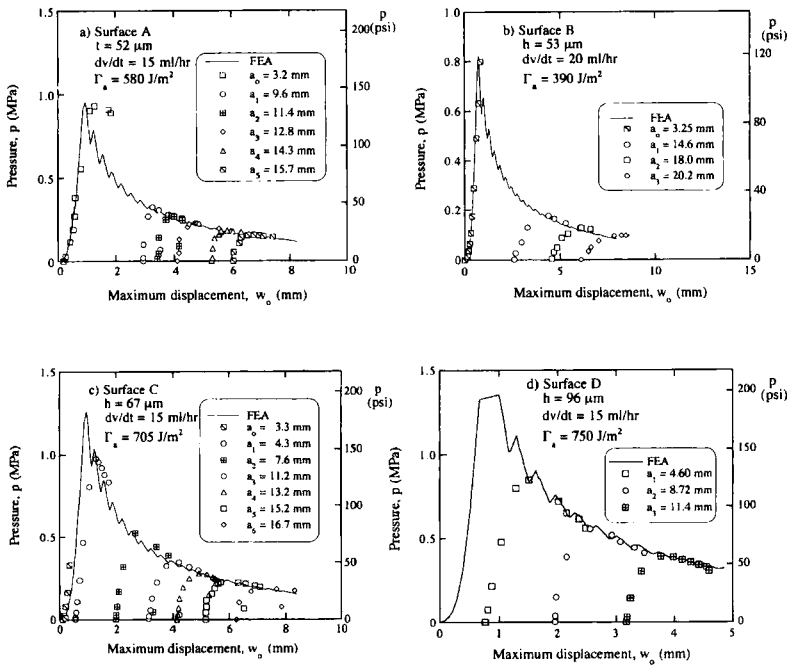 a) Surface A
t = 52 μm
dv/dt = 15 ml/hr
Γa = 580 J/m²
FEA
ao = 3.2 mm
a1 = 9.6 mm
a2 = 11.4 mm
a3 = 12.8 mm
a4 = 14.3 mm
a5 = 15.7 mm
p
(psi)
200
150
100
50
0
1.5
1.0
0.5
0
Pressure, p (MPa)
0 2 4 6 8 10
Maximum displacement, wo (mm)
b) Surface B
h = 53 μm
dv/dt = 20 ml/hr
Γa = 390 J/m²
FEA
ao = 3.25 mm
a1 = 14.6 mm
a2 = 18.0 mm
a3 = 20.2 mm
p
(psi)
120
80
40
0
1.0
0.8
0.6
0.4
0.2
0.0
Pressure, p (MPa)
0 5 10 15
Maximum displacement, wo (mm)
c) Surface C
h = 67 μm
dv/dt = 15 ml/hr
Γa = 705 J/m²
FEA
ao = 3.3 mm
a1 = 4.3 mm
a2 = 7.6 mm
a3 = 11.2 mm
a4 = 13.2 mm
a5 = 15.2 mm
a6 = 16.7 mm
p
(psi)
200
150
100
50
0
1.5
1.0
0.5
0.0
Pressure, p (MPa)
0 2 4 6 8 10
Maximum displacement, wo (mm)
d) Surface D
h = 96 μm
dv/dt = 15 ml/hr
Γa = 750 J/m²
FEA
a1 = 4.60 mm
a2 = 8.72 mm
a3 = 11.4 mm
p
(psi)
200
150
100
50
0
1.5
1.0
0.5
0.0
Pressure, p (MPa)
0 1 2 3 4 5
Maximum displacement, wo (mm)